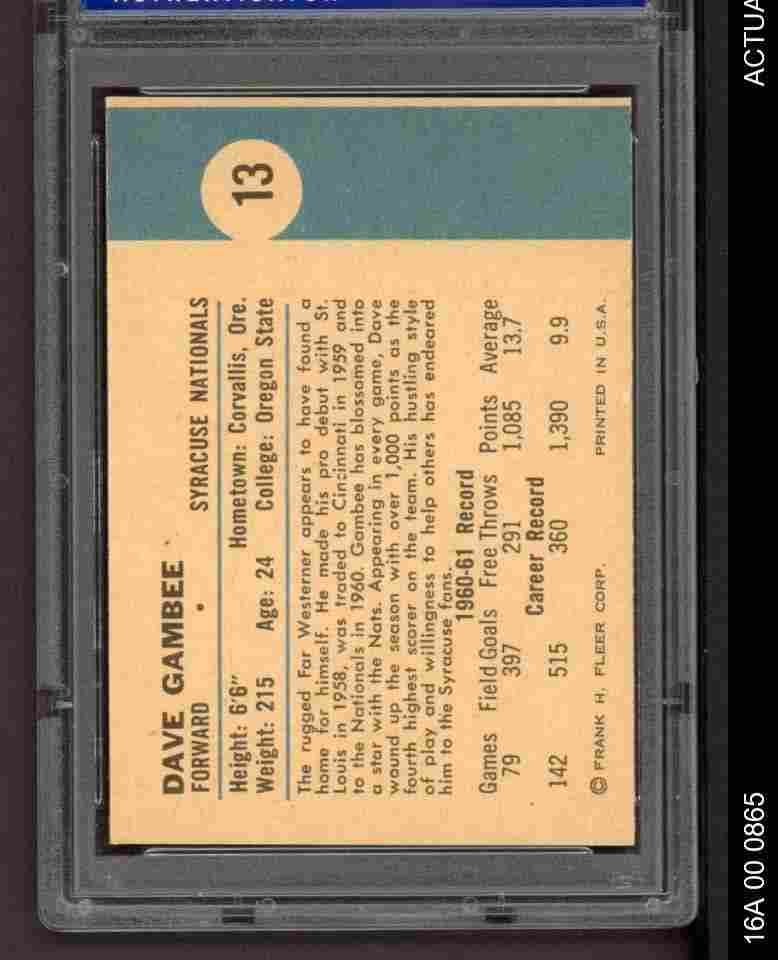 13
DAVE GAMBEE
FORWARD • SYRACUSE NATIONALS
Height: 6'6" Hometown: Corvallis, Ore.
Weight: 215 Age: 24 College: Oregon State
The rugged Far Westerner appears to have found a
home for himself. He made his pro debut with St.
Louis in 1958, was traded to Cincinnati in 1959 and
to the Nationals in 1960. Gambee has blossomed into
a star with the Nats. Appearing in every game, Dave
wound up the season with over 1,000 points as the
fourth highest scorer on the team. His hustling style
of play and willingness to help others has endeared
him to the Syracuse fans.
1960-61 Record
Games Field Goals Free Throws Points Average
79 397 291 1,085 13.7
Career Record
142 515 360 1,390 9.9
© FRANK H. FLEER CORP. PRINTED IN U.S.A.
16A 00 0865 ACTUA